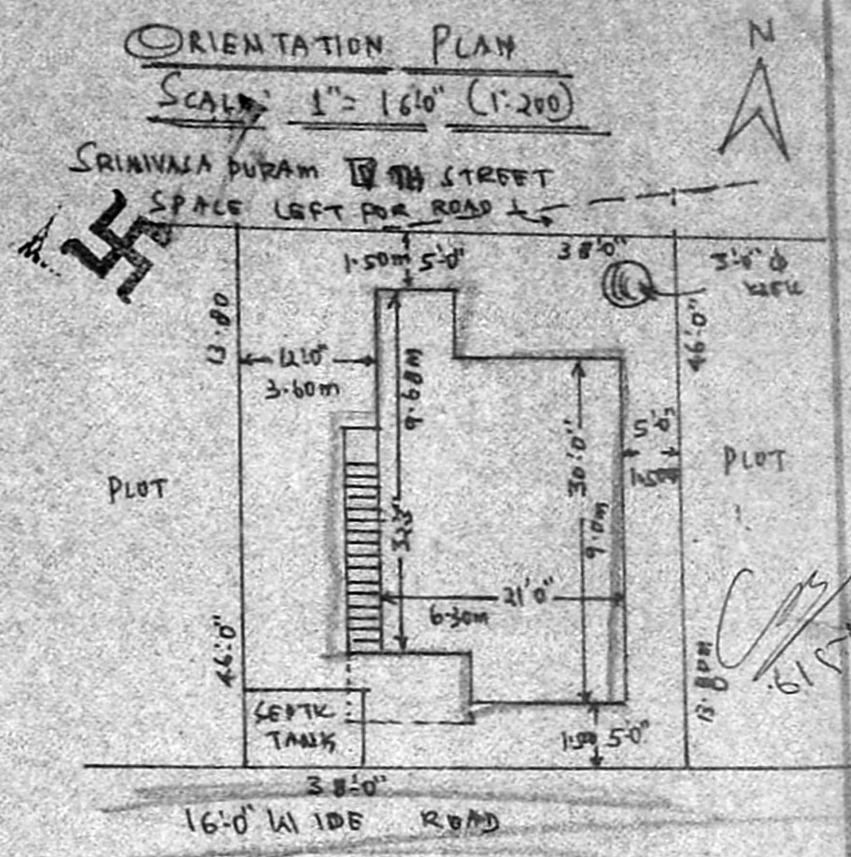 ORIENTATION PLAN
SCALE: 1"= 16'0" (1:200)
N
SRINIVASA PURAM TH STREET
SPACE LEFT FOR ROAD
1.50m 5'-0"
38'-0"
3'-0" ф
WELL
13.80
46'-0"
12'-0"
3.60m
9.68m
30'-0"
9.0m
5'-0"
1.50m
PLOT
PLOT
21'-0"
6.30m
46'-0"
13.80m
SEPTIC
TANK
1.50 5'-0"
38'-0"
16'-0" WIDE ROAD